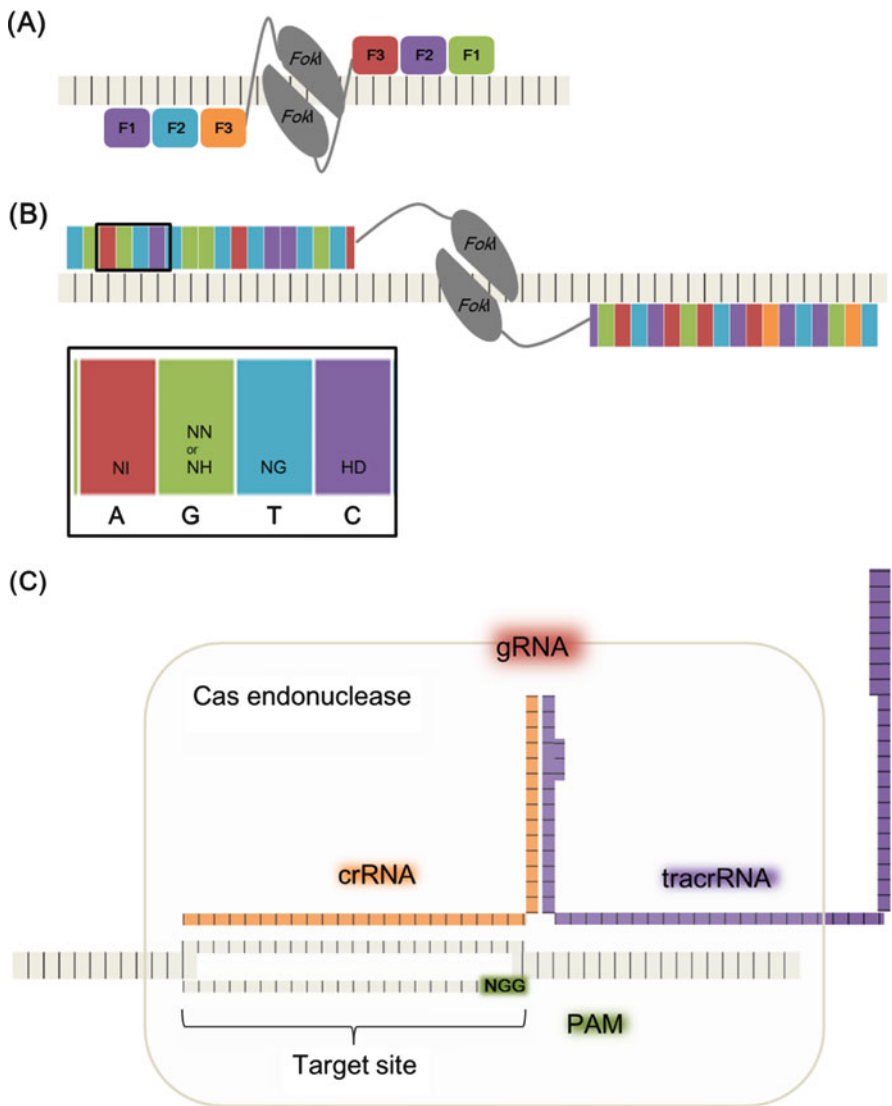 (A)
FokI
F3 F2 F1
F1 F2 F3
FokI
(B)
FokI
FokI
NI
NN
or
NH
NG
HD
A G T C
(C)
gRNA
Cas endonuclease
crRNA
tracrRNA
NGG
PAM
Target site